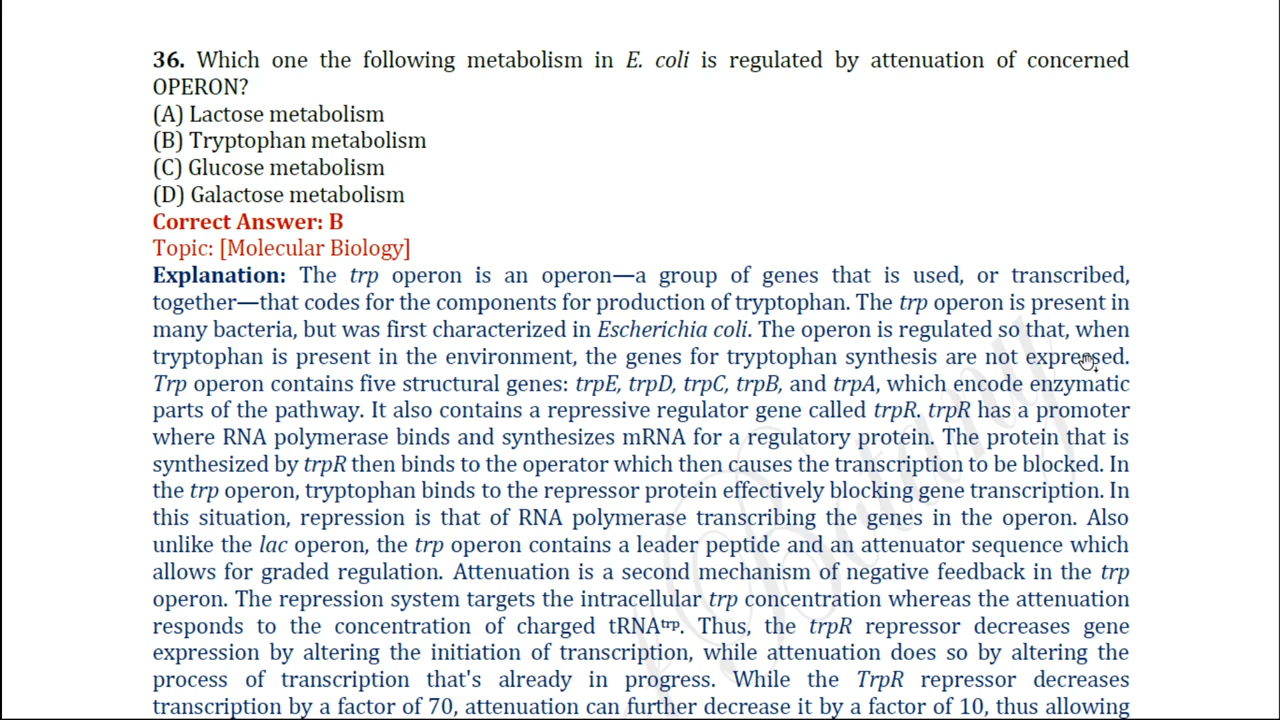 36. Which one the following metabolism in E. coli is regulated by attenuation of concerned
OPERON?
(A) Lactose metabolism
(B) Tryptophan metabolism
(C) Glucose metabolism
(D) Galactose metabolism
Correct Answer: B
Topic: [Molecular Biology]
Explanation: The trp operon is an operon—a group of genes that is used, or transcribed,
together—that codes for the components for production of tryptophan. The trp operon is present in
many bacteria, but was first characterized in Escherichia coli. The operon is regulated so that, when
tryptophan is present in the environment, the genes for tryptophan synthesis are not expressed.
Trp operon contains five structural genes: trpE, trpD, trpC, trpB, and trpA, which encode enzymatic
parts of the pathway. It also contains a repressive regulator gene called trpR. trpR has a promoter
where RNA polymerase binds and synthesizes mRNA for a regulatory protein. The protein that is
synthesized by trpR then binds to the operator which then causes the transcription to be blocked. In
the trp operon, tryptophan binds to the repressor protein effectively blocking gene transcription. In
this situation, repression is that of RNA polymerase transcribing the genes in the operon. Also
unlike the lac operon, the trp operon contains a leader peptide and an attenuator sequence which
allows for graded regulation. Attenuation is a second mechanism of negative feedback in the trp
operon. The repression system targets the intracellular trp concentration whereas the attenuation
responds to the concentration of charged tRNAᵗʳᵖ. Thus, the trpR repressor decreases gene
expression by altering the initiation of transcription, while attenuation does so by altering the
process of transcription that's already in progress. While the TrpR repressor decreases
transcription by a factor of 70, attenuation can further decrease it by a factor of 10, thus allowing
Botany